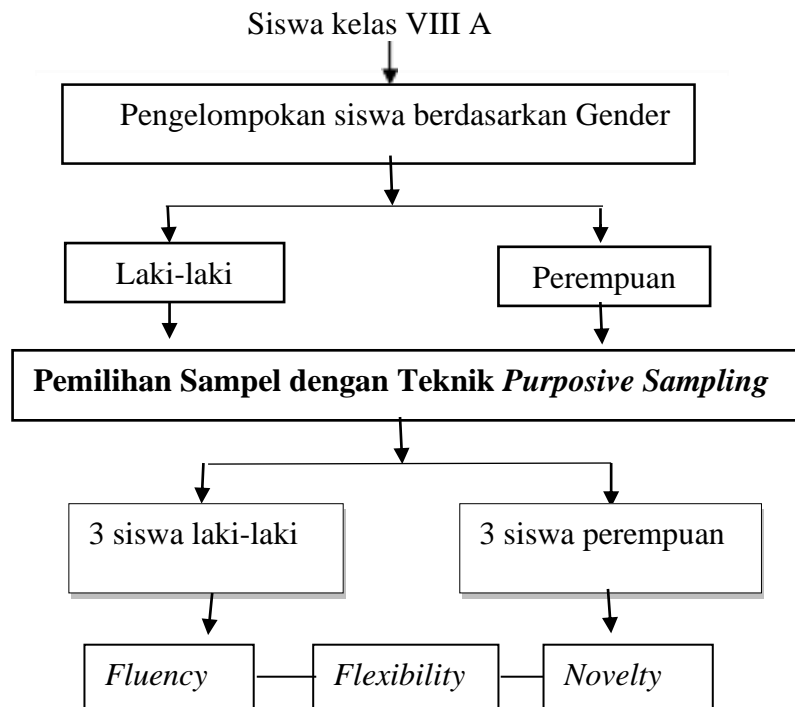 Siswa kelas VIII A
Pengelompokan siswa berdasarkan Gender
Laki-laki
Perempuan
Pemilihan Sampel dengan Teknik Purposive Sampling
3 siswa laki-laki
3 siswa perempuan
Fluency
Flexibility
Novelty